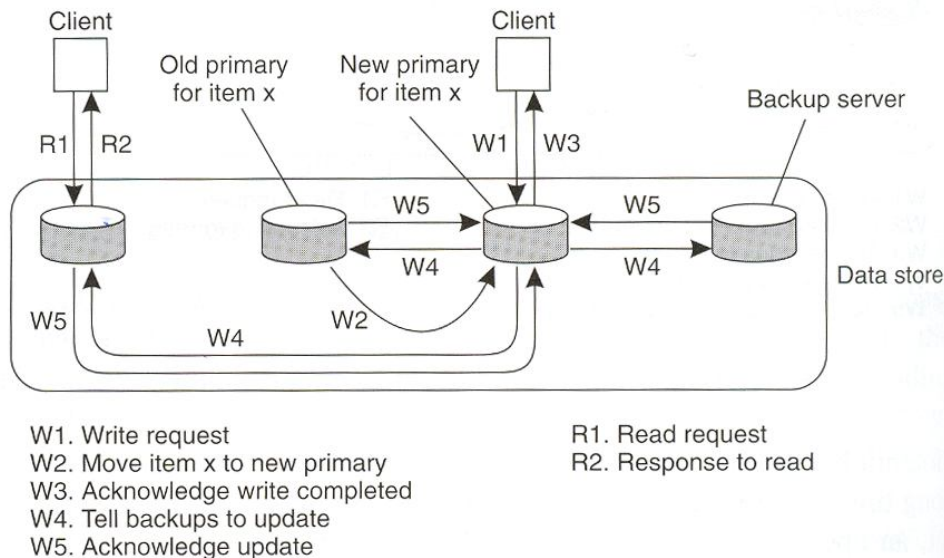 Client
Client
Old primary
for item x
New primary
for item x
Backup server
R1
R2
W1
W3
W5
W5
W4
W4
Data store
W5
W2
W4
W1. Write request
W2. Move item x to new primary
W3. Acknowledge write completed
W4. Tell backups to update
W5. Acknowledge update
R1. Read request
R2. Response to read